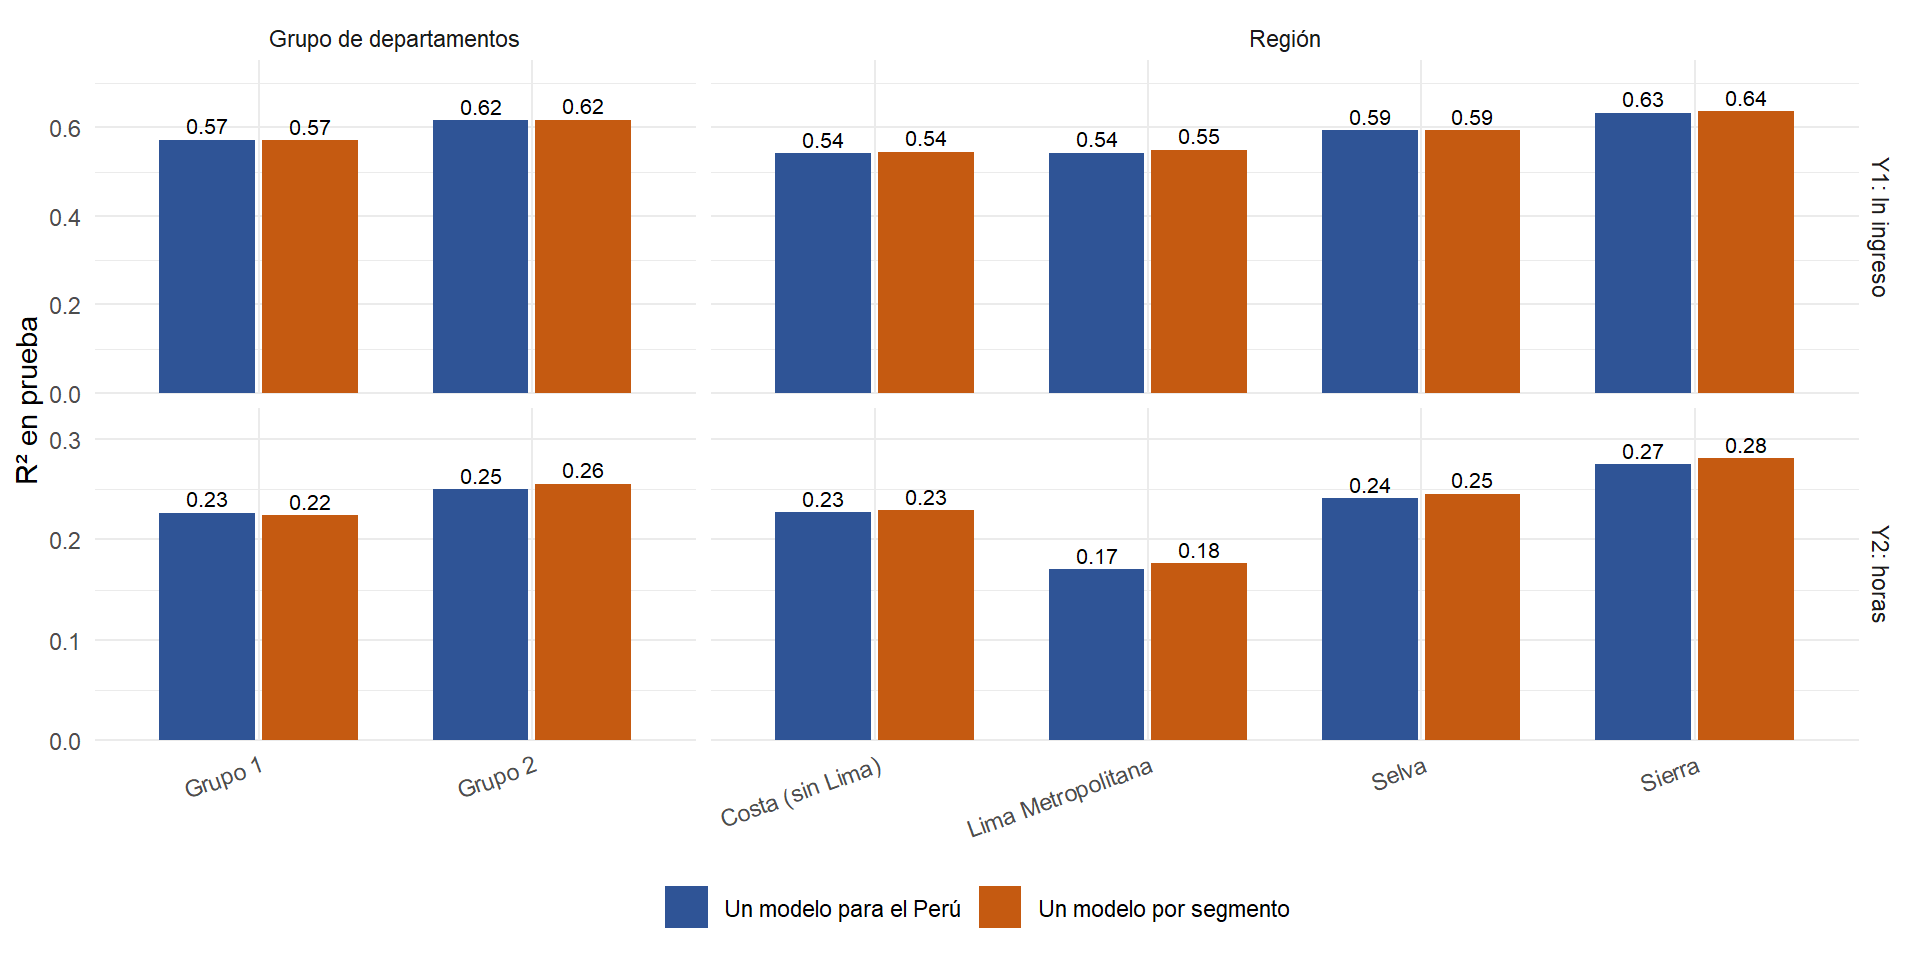 Grupo de departamentos
Región
0.57 0.57 0.62 0.62
0.54 0.54 0.54 0.55 0.59 0.59 0.63 0.64
0.6
0.4
0.2
0.0
Y1: ln ingreso
R² en prueba
0.23 0.22 0.25 0.26
0.23 0.23 0.17 0.18 0.24 0.25 0.27 0.28
0.3
0.2
0.1
0.0
Y2: horas
Grupo 1
Grupo 2
Costa (sin Lima)
Lima Metropolitana
Selva
Sierra
Un modelo para el Perú
Un modelo por segmento